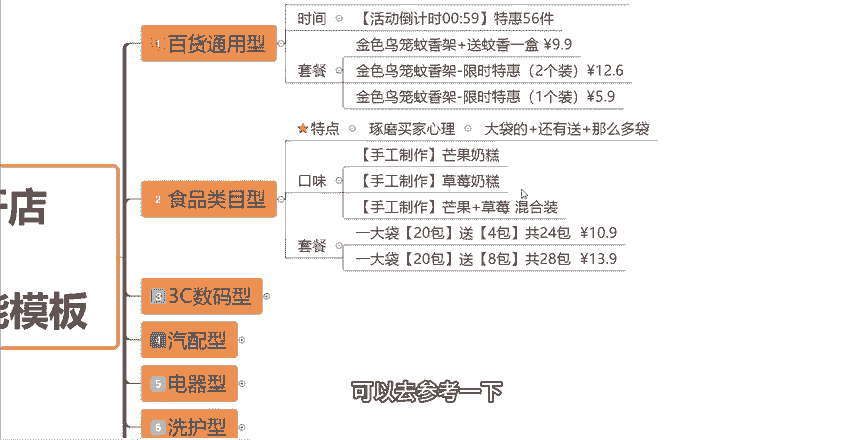 开店
能模板
1 百货通用型
时间 【活动倒计时00:59】特惠56件
套餐
金色鸟笼蚊香架+送蚊香一盒 ¥9.9
金色鸟笼蚊香架-限时特惠（2个装）¥12.6
金色鸟笼蚊香架-限时特惠（1个装）¥5.9
2 食品类目型
特点 琢磨买家心理 大袋的+还有送+那么多袋
口味
【手工制作】芒果奶糕
【手工制作】草莓奶糕
【手工制作】芒果+草莓 混合装
套餐
一大袋【20包】送【4包】共24包 ¥10.9
一大袋【20包】送【8包】共28包 ¥13.9
3 3C数码型
4 汽配型
5 电器型
6 洗护型
可以去参考一下